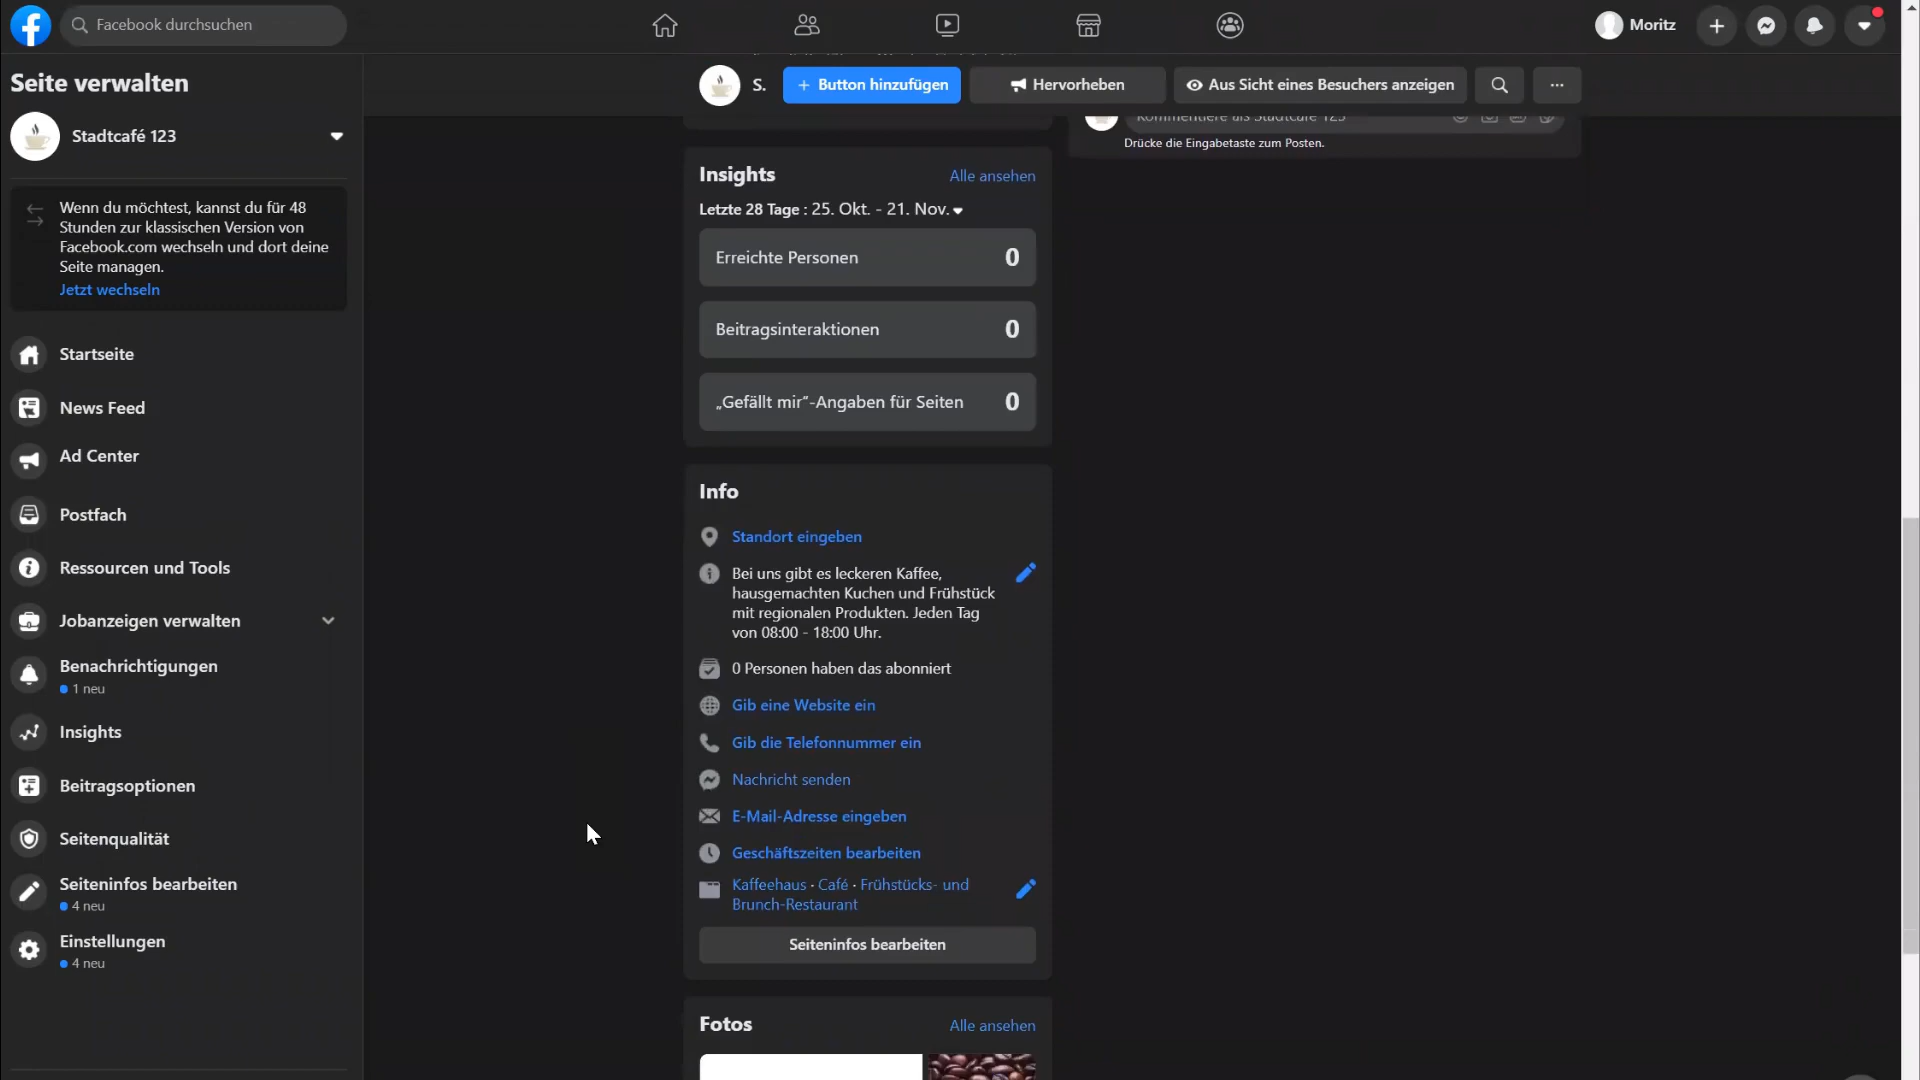 Facebook durchsuchen
Moritz
Seite verwalten
Stadtcafé 123
Wenn du möchtest, kannst du für 48
Stunden zur klassischen Version von
Facebook.com wechseln und dort deine
Seite managen.
Jetzt wechseln
Startseite
News Feed
Ad Center
Postfach
Ressourcen und Tools
Jobanzeigen verwalten
Benachrichtigungen
1 neu
Insights
Beitragsoptionen
Seitenqualität
Seiteninfos bearbeiten
4 neu
Einstellungen
4 neu
S.
+ Button hinzufügen
Hervorheben
Aus Sicht eines Besuchers anzeigen
...
Kommentiere als Stadtcafé 123
Drücke die Eingabetaste zum Posten.
Insights
Alle ansehen
Letzte 28 Tage : 25. Okt. - 21. Nov.
Erreichte Personen 0
Beitragsinteraktionen 0
„Gefällt mir“-Angaben für Seiten 0
Info
Standort eingeben
Bei uns gibt es leckeren Kaffee,
hausgemachten Kuchen und Frühstück
mit regionalen Produkten. Jeden Tag
von 08:00 - 18:00 Uhr.
0 Personen haben das abonniert
Gib eine Website ein
Gib die Telefonnummer ein
Nachricht senden
E-Mail-Adresse eingeben
Geschäftszeiten bearbeiten
Kaffeehaus · Café · Frühstücks- und
Brunch-Restaurant
Seiteninfos bearbeiten
Fotos
Alle ansehen